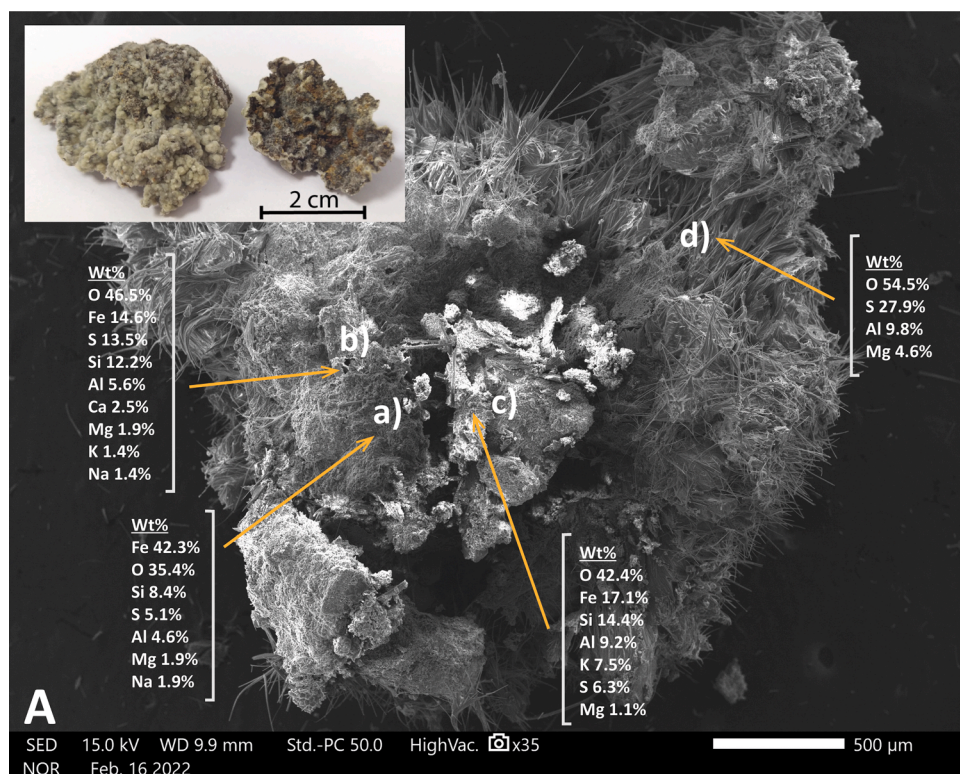 2 cm
d)
Wt%
O 54.5%
S 27.9%
Al 9.8%
Mg 4.6%
Wt%
O 46.5%
Fe 14.6%
S 13.5%
Si 12.2%
Al 5.6%
Ca 2.5%
Mg 1.9%
K 1.4%
Na 1.4%
b)
a)
c)
Wt%
Fe 42.3%
O 35.4%
Si 8.4%
S 5.1%
Al 4.6%
Mg 1.9%
Na 1.9%
Wt%
O 42.4%
Fe 17.1%
Si 14.4%
Al 9.2%
K 7.5%
S 6.3%
Mg 1.1%
A
SED 15.0 kV WD 9.9 mm Std.-PC 50.0 HighVac. x35 500 µm
NOR Feb. 16 2022